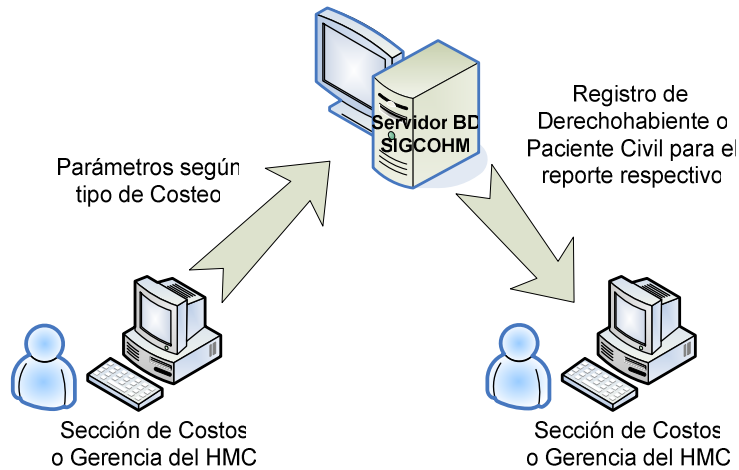 Servidor BD
SIGCOHM
Registro de
Derechohabiente o
Paciente Civil para el
reporte respectivo
Parámetros según
tipo de Costeo
Sección de Costos
o Gerencia del HMC
Sección de Costos
o Gerencia del HMC